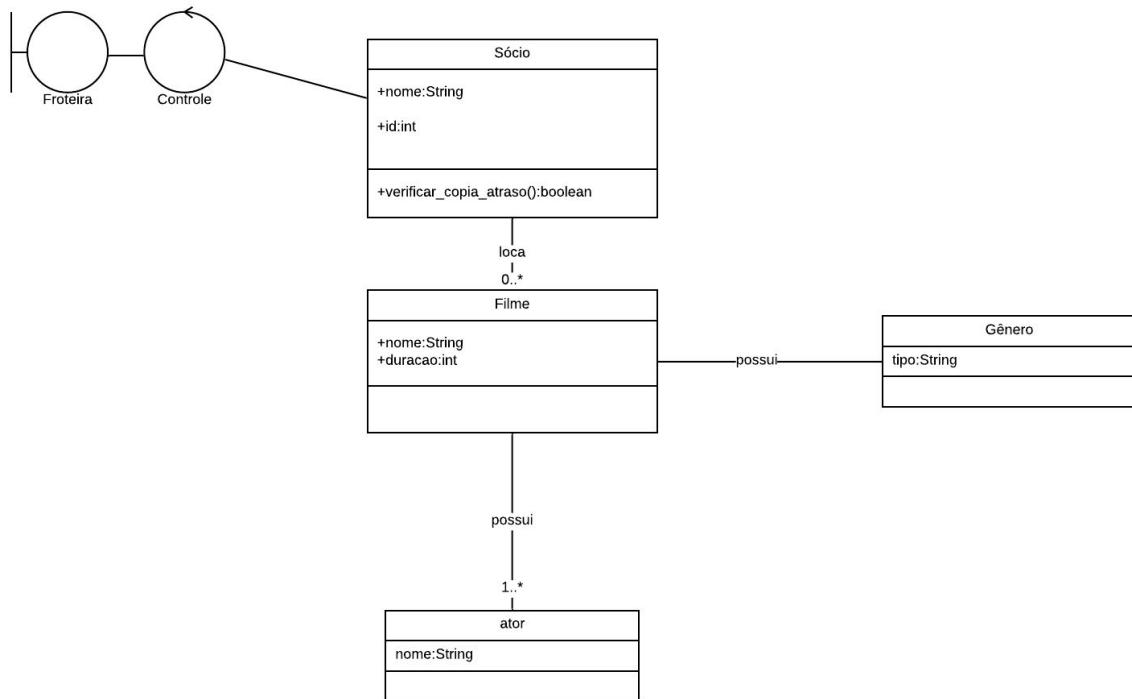 Froteira
Controle
Sócio
+nome:String
+id:int
+verificar_copia_atraso():boolean
loca
0..*
Filme
+nome:String
+duracao:int
possui
Gênero
tipo:String
possui
1..*
ator
nome:String